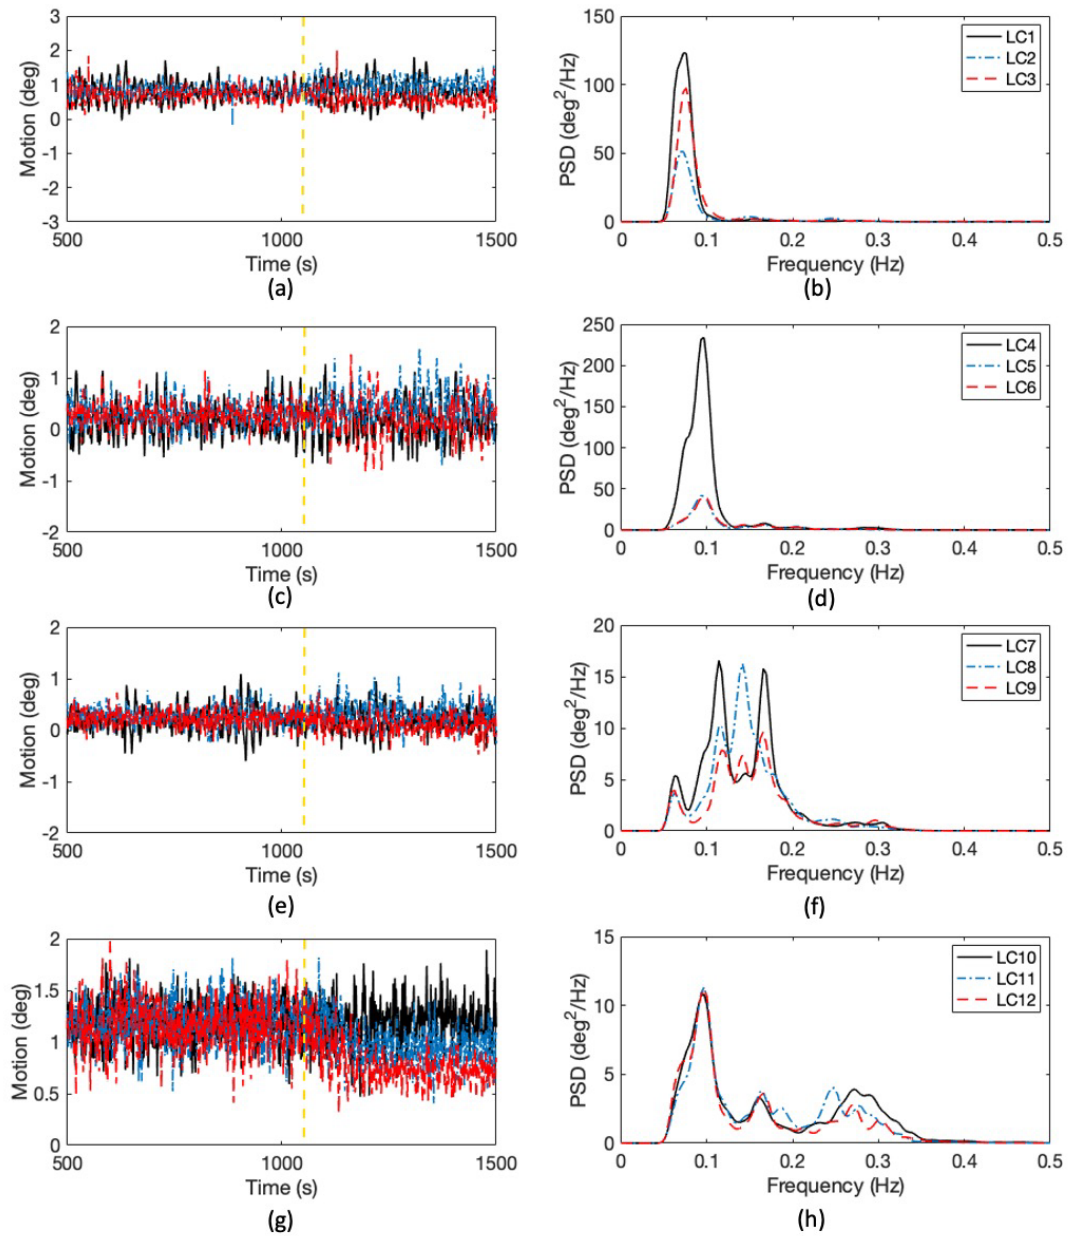 3
2
1
0
-1
-2
-3
500
1000
1500
Motion (deg)
Time (s)
(a)
150
100
50
0
0
0.1
0.2
0.3
0.4
0.5
PSD (deg²/Hz)
Frequency (Hz)
LC1
LC2
LC3
(b)
2
1
0
-1
-2
500
1000
1500
Motion (deg)
Time (s)
(c)
250
200
150
100
50
0
0
0.1
0.2
0.3
0.4
0.5
PSD (deg²/Hz)
Frequency (Hz)
LC4
LC5
LC6
(d)
2
1
0
-1
-2
500
1000
1500
Motion (deg)
Time (s)
(e)
20
15
10
5
0
0
0.1
0.2
0.3
0.4
0.5
PSD (deg²/Hz)
Frequency (Hz)
LC7
LC8
LC9
(f)
2
1.5
1
0.5
0
500
1000
1500
Motion (deg)
Time (s)
(g)
15
10
5
0
0
0.1
0.2
0.3
0.4
0.5
PSD (deg²/Hz)
Frequency (Hz)
LC10
LC11
LC12
(h)